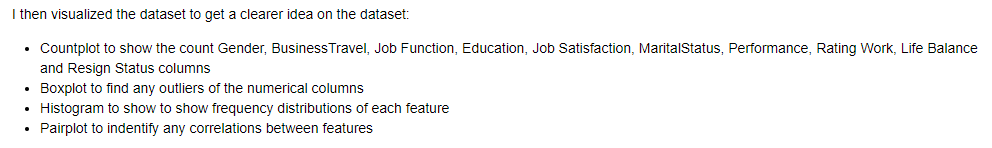 I then visualized the dataset to get a clearer idea on the dataset:
• Countplot to show the count Gender, BusinessTravel, Job Function, Education, Job Satisfaction, MaritalStatus, Performance, Rating Work, Life Balance
and Resign Status columns
• Boxplot to find any outliers of the numerical columns
• Histogram to show to show frequency distributions of each feature
• Pairplot to indentify any correlations between features